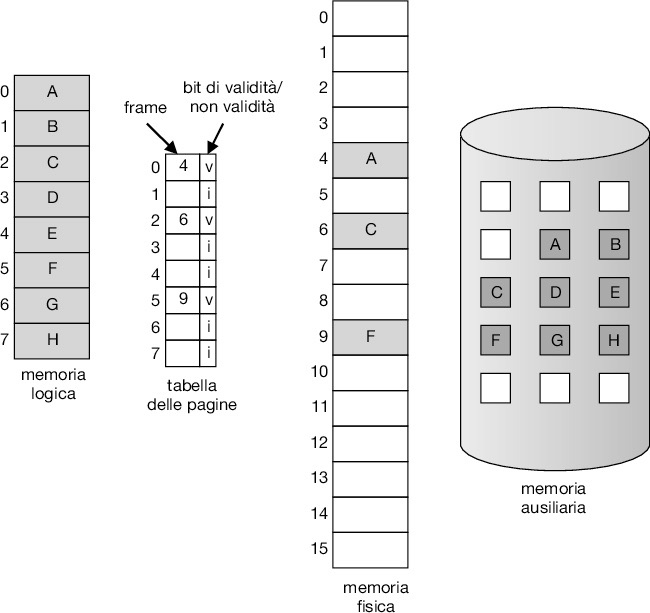 0 A
1 B
2 C
3 D
4 E
5 F
6 G
7 H
memoria
logica
frame
bit di validità/
non validità
0 4 v
1 i
2 6 v
3 i
4 i
5 9 v
6 i
7 i
tabella
delle pagine
0
1
2
3
4 A
5
6 C
7
8
9 F
10
11
12
13
14
15
memoria
fisica
A B
C D E
F G H
memoria
ausiliaria